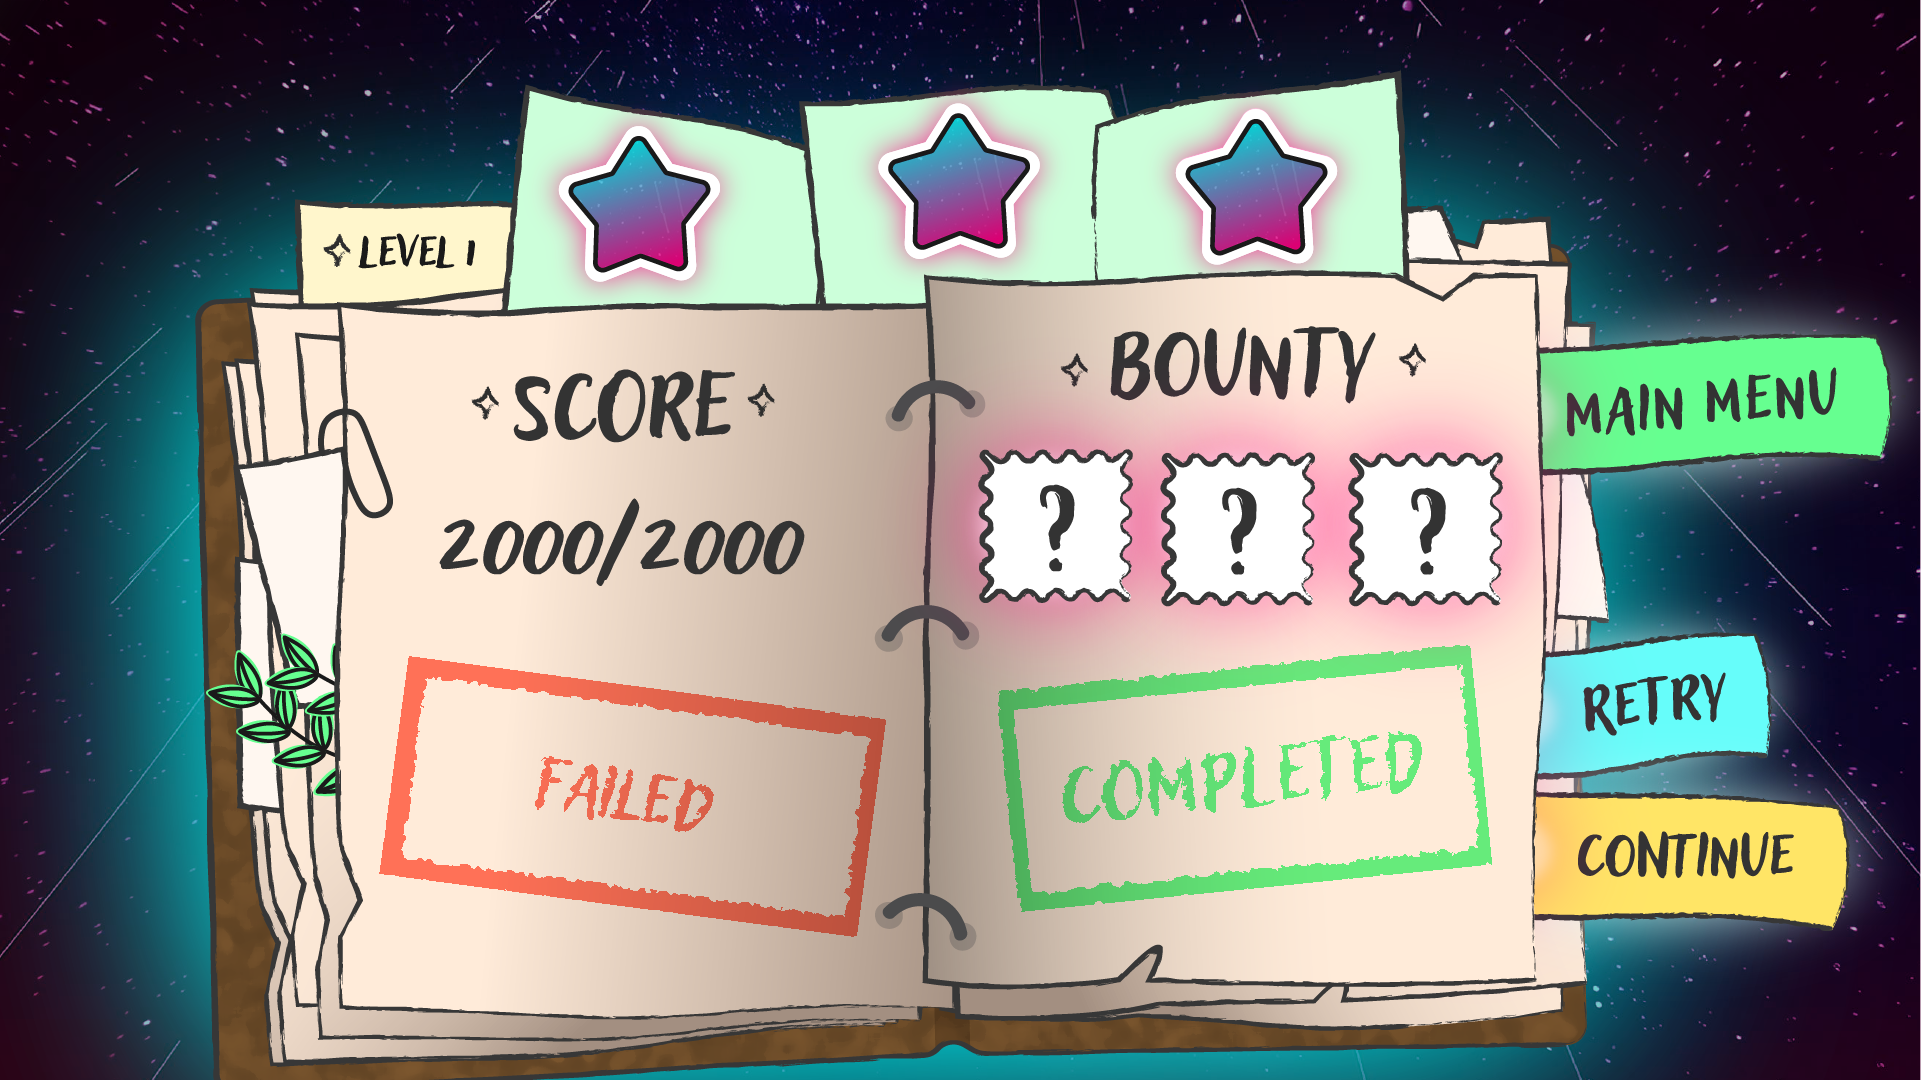 LEVEL 1
SCORE
2000/2000
FAILED
BOUNTY
? ? ?
COMPLETED
MAIN MENU
RETRY
CONTINUE